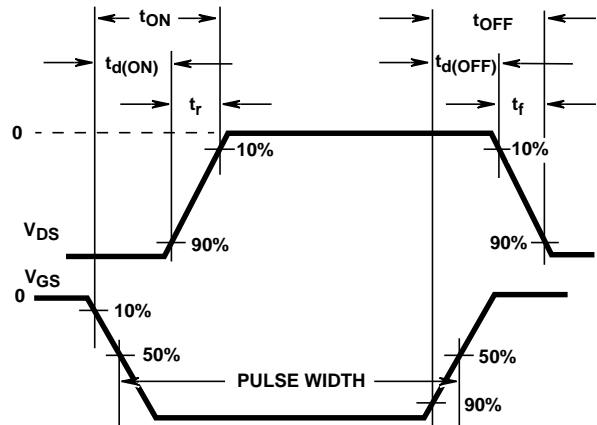 tON
tOFF
td(ON)
td(OFF)
tr
tf
0
10%
10%
VDS
90%
90%
VGS
0
10%
50%
50%
PULSE WIDTH
90%